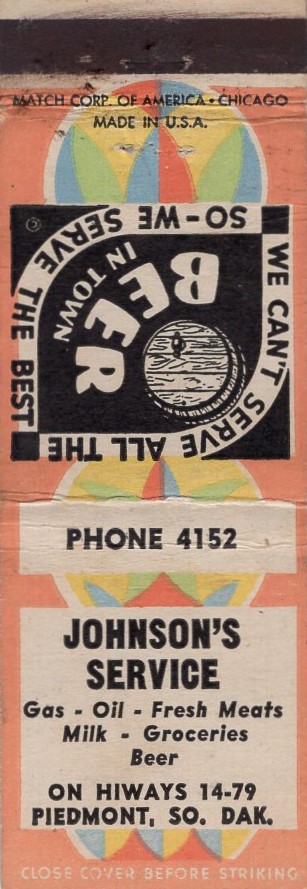 MATCH CORP. OF AMERICA • CHICAGO
MADE IN U.S.A.
WE CAN'T SERVE ALL THE
BEER
IN TOWN
SO-WE SERVE THE BEST
©
PHONE 4152
JOHNSON'S
SERVICE
Gas - Oil - Fresh Meats
Milk - Groceries
Beer
ON HIWAYS 14-79
PIEDMONT, SO. DAK.
CLOSE COVER BEFORE STRIKING